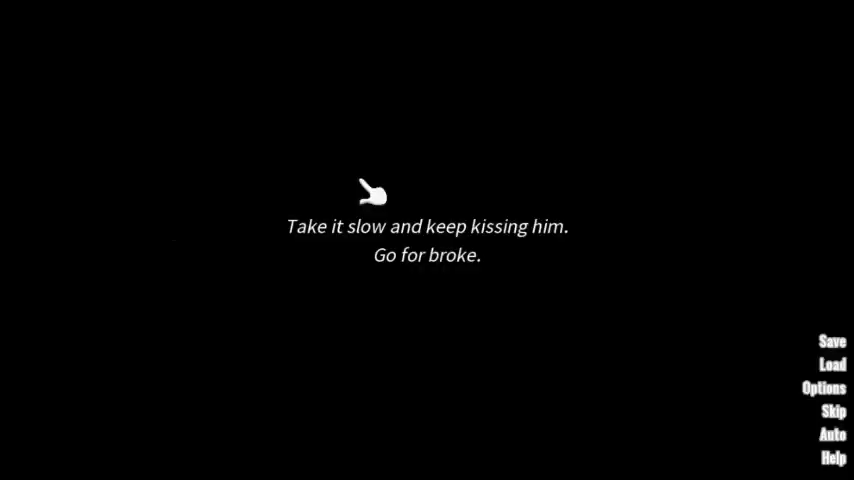 Take it slow and keep kissing him.
Go for broke.
Save
Load
Options
Skip
Auto
Help